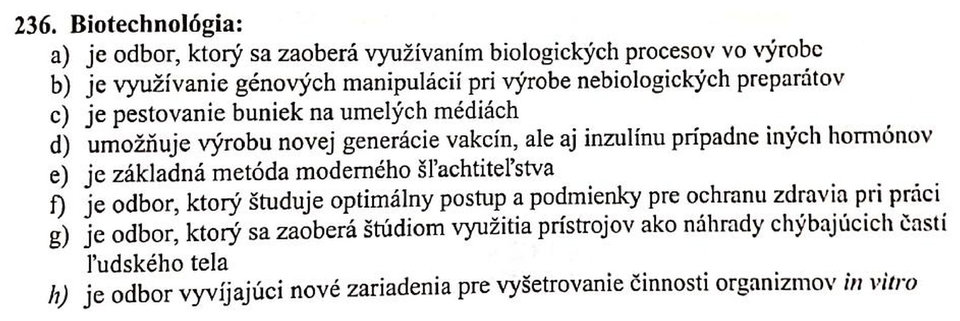 236. Biotechnológia:
a) je odbor, ktorý sa zaoberá využívaním biologických procesov vo výrobe
b) je využívanie génových manipulácií pri výrobe nebiologických preparátov
c) je pestovanie buniek na umelých médiách
d) umožňuje výrobu novej generácie vakcín, ale aj inzulínu prípadne iných hormónov
e) je základná metóda moderného šľachtiteľstva
f) je odbor, ktorý študuje optimálny postup a podmienky pre ochranu zdravia pri práci
g) je odbor, ktorý sa zaoberá štúdiom využitia prístrojov ako náhrady chýbajúcich častí
ľudského tela
h) je odbor vyvíjajúci nové zariadenia pre vyšetrovanie činnosti organizmov in vitro